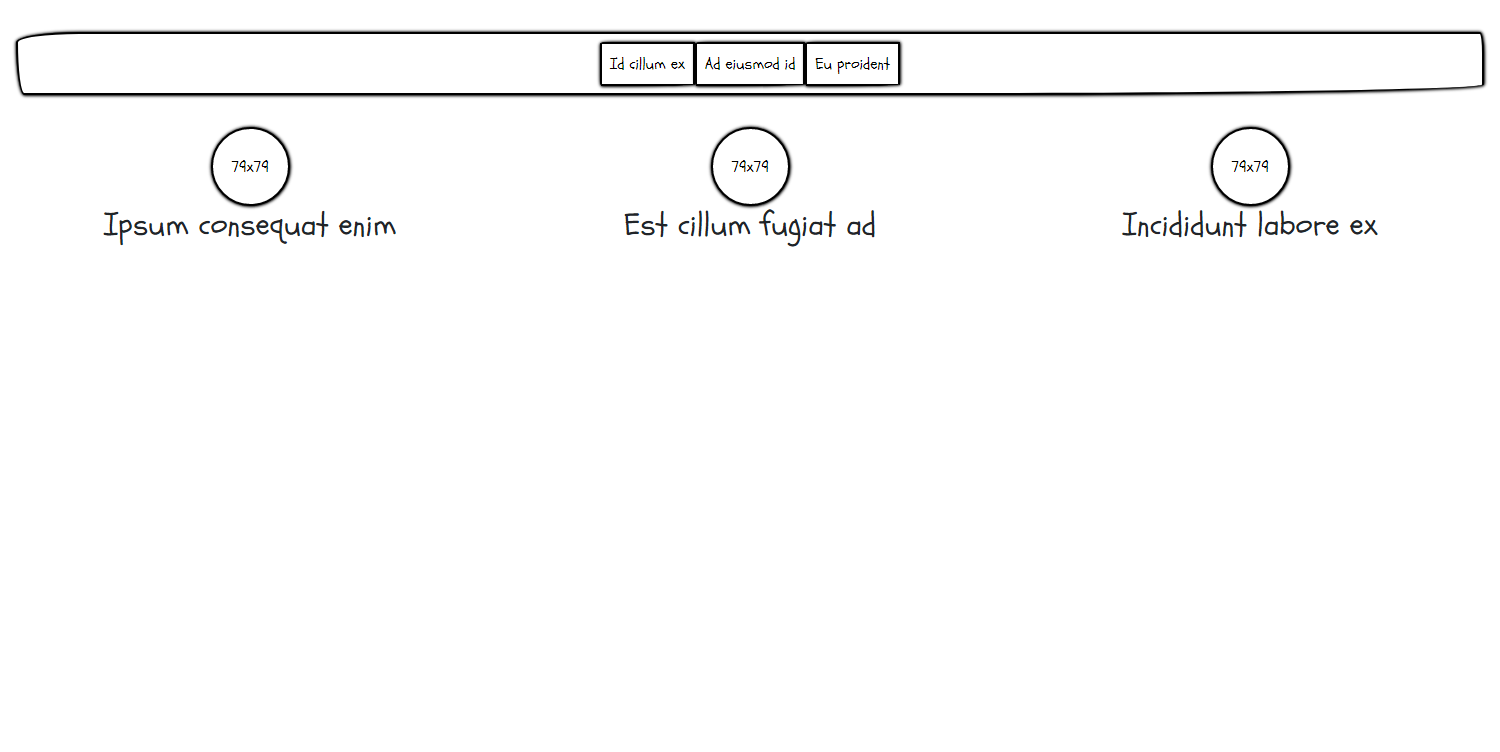 Id cillum ex Ad eiusmod id Eu proident
79x79 79x79 79x79
Ipsum consequat enim Est cillum fugiat ad Incididunt labore ex